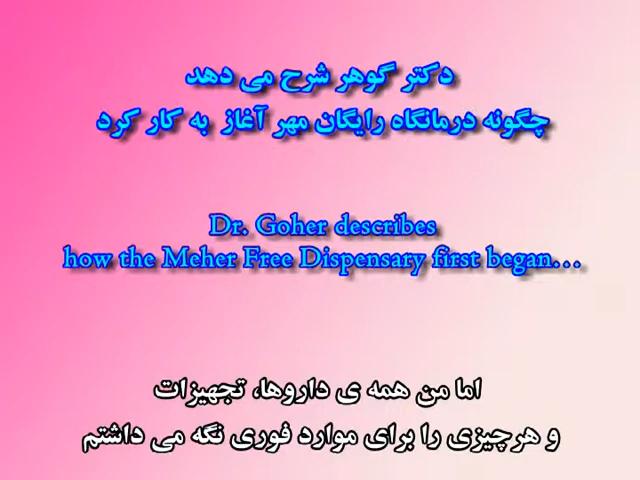 دکتر گوهر شرح می دهد
چگونه درمانگاه رایگان مهر آغاز به کار کرد
Dr. Goher describes
how the Meher Free Dispensary first began...
اما من همه ی داروها، تجهیزات
و هرچیزی را برای موارد فوری نگه می داشتم